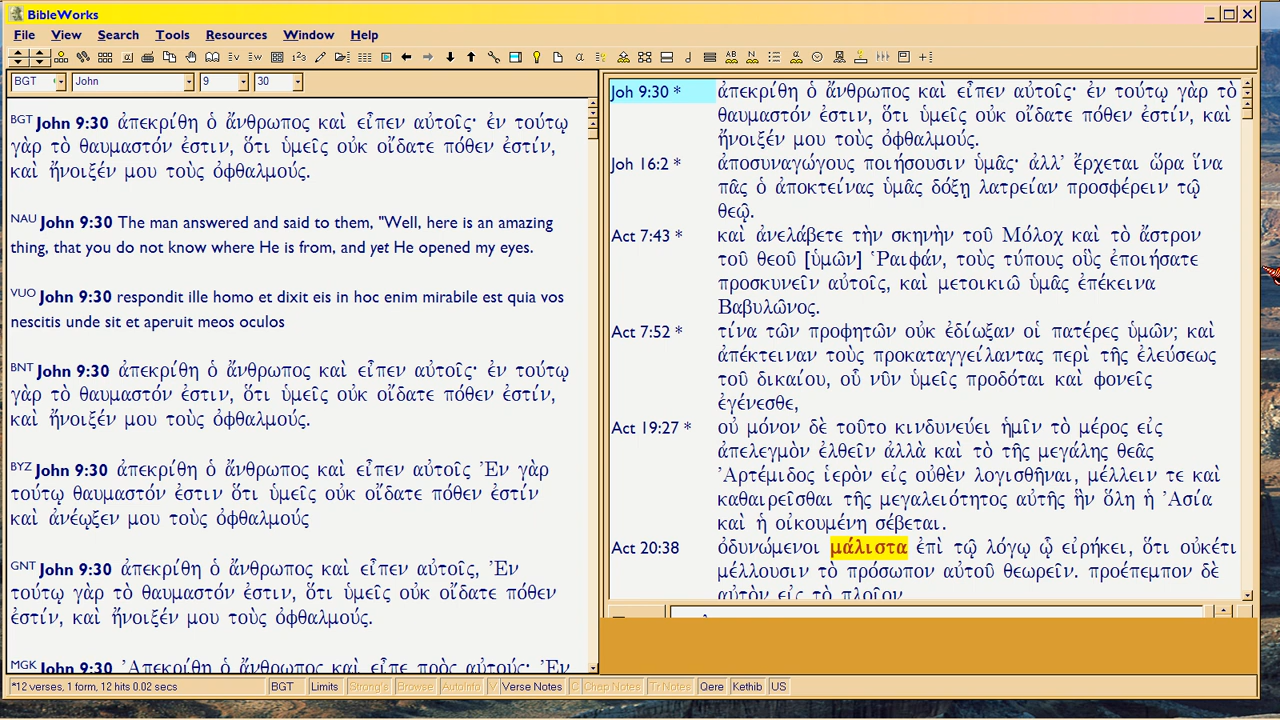 BibleWorks
File View Search Tools Resources Window Help
BGT John 9 30
BGT John 9:30 ἀπεκρίθη ὁ ἄνθρωπος καὶ εἶπεν αὐτοῖς· ἐν τούτῳ
γὰρ τὸ θαυμαστόν ἐστιν, ὅτι ὑμεῖς οὐκ οἴδατε πόθεν ἐστίν,
καὶ ἤνοιξέν μου τοὺς ὀφθαλμούς.
NAU John 9:30 The man answered and said to them, "Well, here is an amazing
thing, that you do not know where He is from, and yet He opened my eyes.
VUO John 9:30 respondit ille homo et dixit eis in hoc enim mirabile est quia vos
nescitis unde sit et aperuit meos oculos
BNT John 9:30 ἀπεκρίθη ὁ ἄνθρωπος καὶ εἶπεν αὐτοῖς· ἐν τούτῳ
γὰρ τὸ θαυμαστόν ἐστιν, ὅτι ὑμεῖς οὐκ οἴδατε πόθεν ἐστίν,
καὶ ἤνοιξέν μου τοὺς ὀφθαλμούς.
BYZ John 9:30 ἀπεκρίθη ὁ ἄνθρωπος καὶ εἶπεν αὐτοῖς Ἐν γὰρ
τούτῳ θαυμαστόν ἐστιν ὅτι ὑμεῖς οὐκ οἴδατε πόθεν ἐστίν
καὶ ἀνέῳξεν μου τοὺς ὀφθαλμούς
GNT John 9:30 ἀπεκρίθη ὁ ἄνθρωπος καὶ εἶπεν αὐτοῖς, Ἐν
τούτῳ γὰρ τὸ θαυμαστόν ἐστιν, ὅτι ὑμεῖς οὐκ οἴδατε πόθεν
ἐστίν, καὶ ἤνοιξέν μου τοὺς ὀφθαλμούς.
MGK John 9:30 Ἀπεκρίθη ὁ ἄνθρωπος καὶ εἶπε πρὸς αὐτούς· Ἐν
Joh 9:30 * ἀπεκρίθη ὁ ἄνθρωπος καὶ εἶπεν αὐτοῖς· ἐν τούτῳ γὰρ τὸ
θαυμαστόν ἐστιν, ὅτι ὑμεῖς οὐκ οἴδατε πόθεν ἐστίν, καὶ
ἤνοιξέν μου τοὺς ὀφθαλμούς.
Joh 16:2 * ἀποσυναγώγους ποιήσουσιν ὑμᾶς· ἀλλ' ἔρχεται ὥρα ἵνα
πᾶς ὁ ἀποκτείνας ὑμᾶς δόξῃ λατρείαν προσφέρειν τῷ
θεῷ.
Act 7:43 * καὶ ἀνελάβετε τὴν σκηνὴν τοῦ Μόλοχ καὶ τὸ ἄστρον
τοῦ θεοῦ [ὑμῶν] Ῥαιφάν, τοὺς τύπους οὓς ἐποιήσατε
προσκυνεῖν αὐτοῖς, καὶ μετοικιῶ ὑμᾶς ἐπέκεινα
Βαβυλῶνος.
Act 7:52 * τίνα τῶν προφητῶν οὐκ ἐδίωξαν οἱ πατέρες ὑμῶν; καὶ
ἀπέκτειναν τοὺς προκαταγγείλαντας περὶ τῆς ἐλεύσεως
τοῦ δικαίου, οὗ νῦν ὑμεῖς προδόται καὶ φονεῖς
ἐγένεσθε,
Act 19:27 * οὐ μόνον δὲ τοῦτο κινδυνεύει ἡμῖν τὸ μέρος εἰς
ἀπελεγμὸν ἐλθεῖν ἀλλὰ καὶ τὸ τῆς μεγάλης θεᾶς
Ἀρτέμιδος ἱερὸν εἰς οὐθὲν λογισθῆναι, μέλλειν τε καὶ
καθαιρεῖσθαι τῆς μεγαλειότητος αὐτῆς ἣν ὅλη ἡ Ἀσία
καὶ ἡ οἰκουμένη σέβεται.
Act 20:38 ὀδυνώμενοι μάλιστα ἐπὶ τῷ λόγῳ ᾧ εἰρήκει, ὅτι οὐκέτι
μέλλουσιν τὸ πρόσωπον αὐτοῦ θεωρεῖν. προέπεμπον δὲ
αὐτὸν εἰς τὸ πλοῖον
*12 verses, 1 form, 12 hits 0.02 secs BGT Limits Strong's Browse AutoInfo V Verse Notes C Chap Notes Tr Notes Qere Kethib US